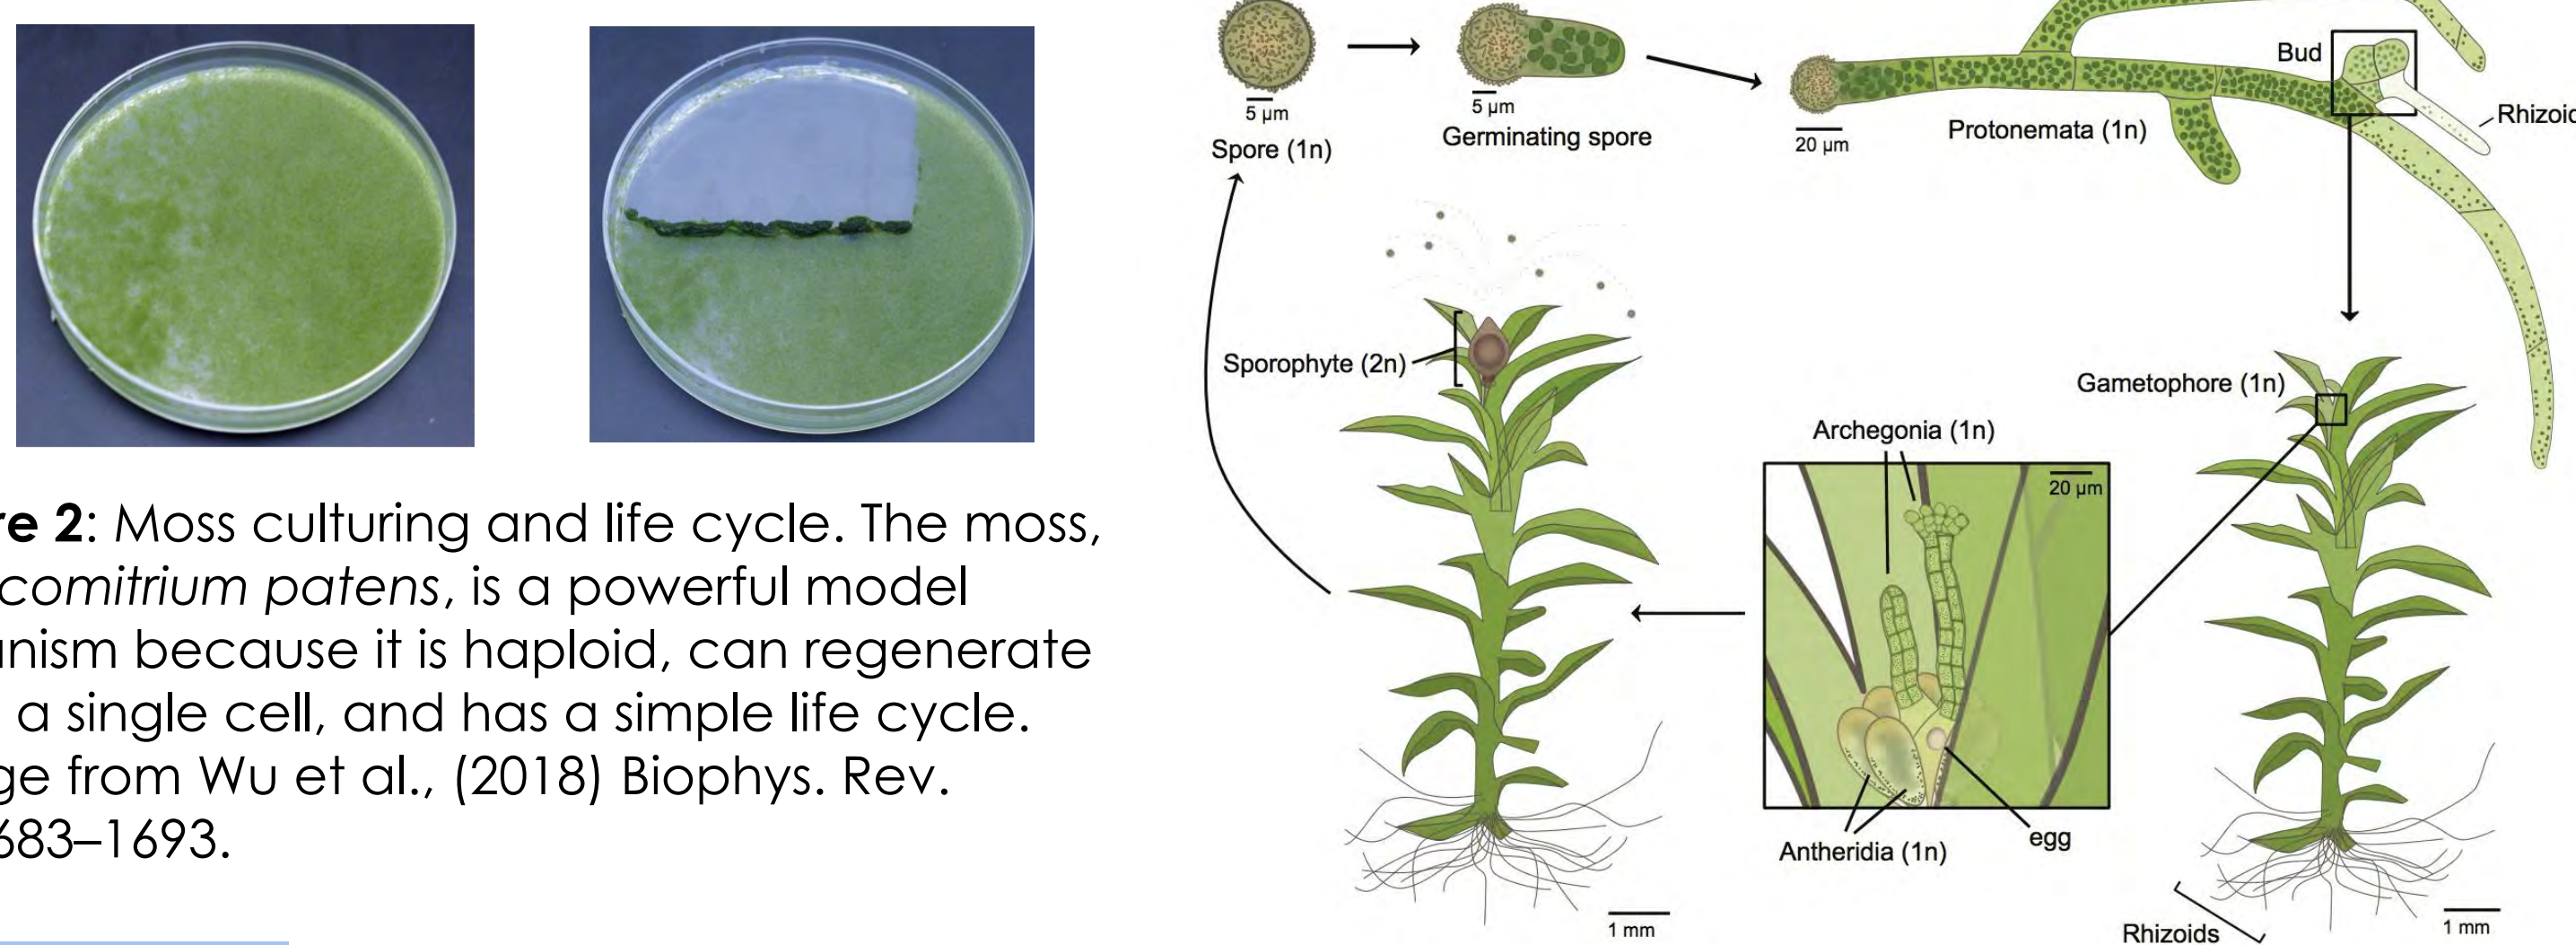 re 2: Moss culturing and life cycle. The moss,
comitrium patens, is a powerful model
nism because it is haploid, can regenerate
a single cell, and has a simple life cycle.
ge from Wu et al., (2018) Biophys. Rev.
683–1693.
5 µm
Spore (1n)
5 µm
Germinating spore
20 µm
Protonemata (1n)
Bud
Rhizoid
Sporophyte (2n)
Gametophore (1n)
Archegonia (1n)
20 µm
Antheridia (1n)
egg
1 mm
Rhizoids
1 mm